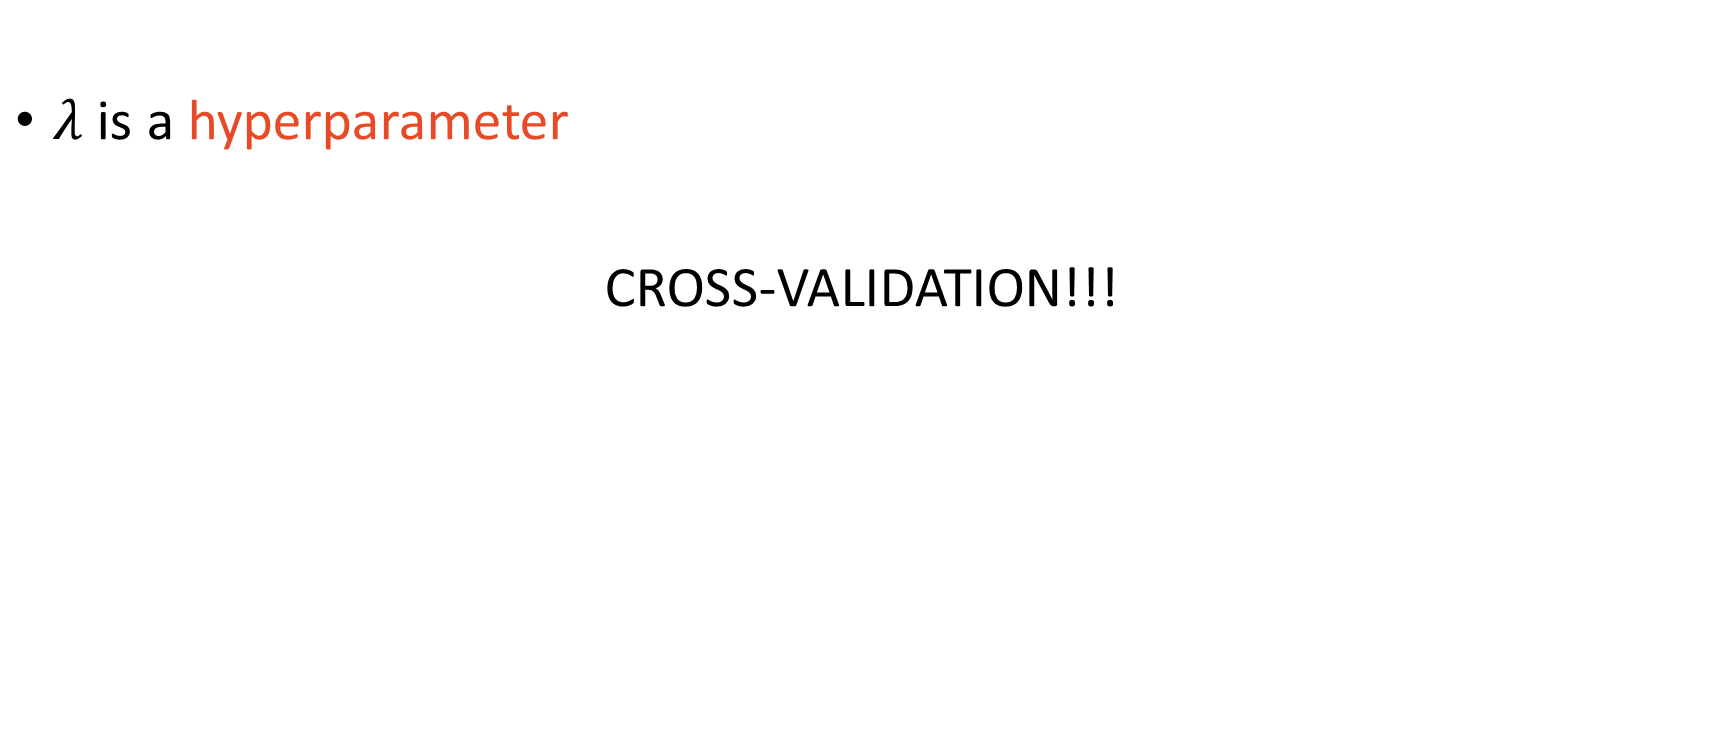 • λ is a hyperparameter
CROSS-VALIDATION!!!